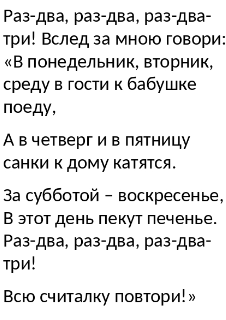 Раз-два, раз-два, раз-два-
три! Вслед за мною говори:
«В понедельник, вторник,
среду в гости к бабушке
поеду,
А в четверг и в пятницу
санки к дому катятся.
За субботой – воскресенье,
В этот день пекут печенье.
Раз-два, раз-два, раз-два-
три!
Всю считалку повтори!»